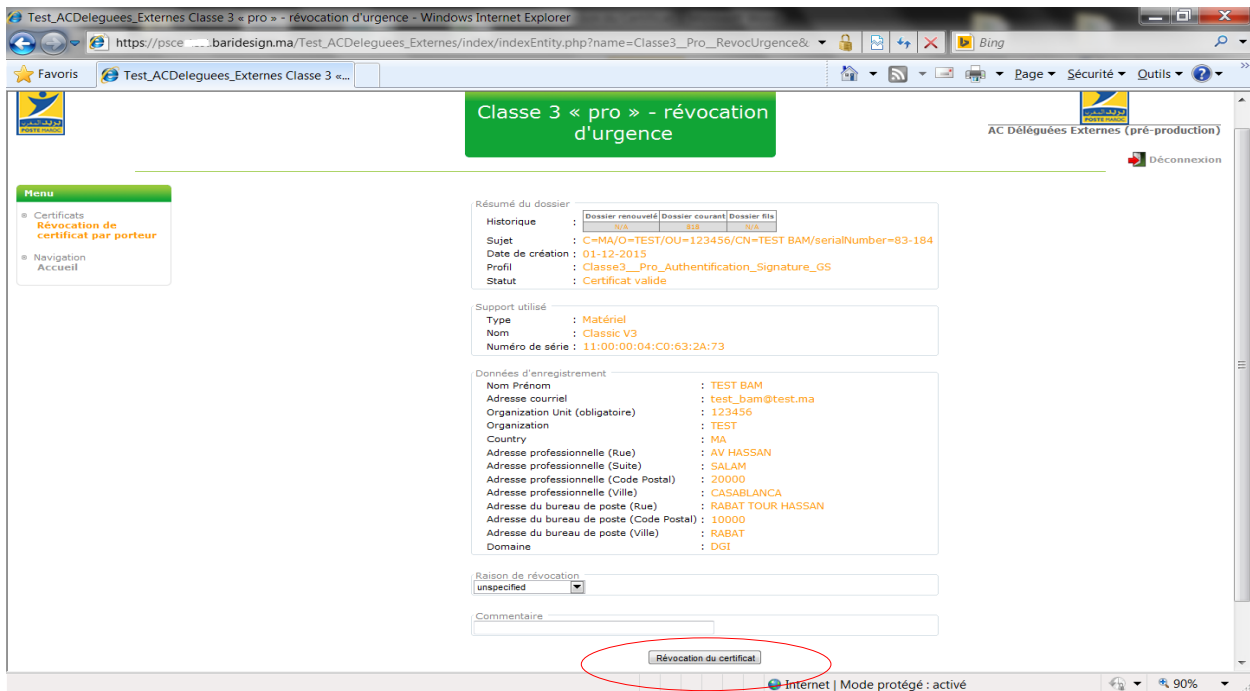 Test_ACDeleguees_Externes Classe 3 « pro » - révocation d'urgence - Windows Internet Explorer
https://psce .baridesign.ma/Test_ACDeleguees_Externes/index/indexEntity.php?name=Classe3__Pro_RevocUrgence&
Bing
Favoris
Test_ACDeleguees_Externes Classe 3 «...
Page Sécurité Outils
POSTE MAROC
Classe 3 « pro » - révocation
d'urgence
POSTE MAROC
AC Déléguées Externes (pré-production)
Déconnexion
Menu
Certificats
Révocation de
certificat par porteur
Navigation
Accueil
Résumé du dossier
Historique :
Dossier renouvelé Dossier courant Dossier fils
N/A 818 N/A
Sujet : C=MA/O=TEST/OU=123456/CN=TEST BAM/serialNumber=83-184
Date de création : 01-12-2015
Profil : Classe3__Pro_Authentification_Signature_GS
Statut : Certificat valide
Support utilisé
Type : Matériel
Nom : Classic V3
Numéro de série : 11:00:00:04:C0:63:2A:73
Données d'enregistrement
Nom Prénom : TEST BAM
Adresse courriel : test_bam@test.ma
Organization Unit (obligatoire) : 123456
Organization : TEST
Country : MA
Adresse professionnelle (Rue) : AV HASSAN
Adresse professionnelle (Suite) : SALAM
Adresse professionnelle (Code Postal) : 20000
Adresse professionnelle (Ville) : CASABLANCA
Adresse du bureau de poste (Rue) : RABAT TOUR HASSAN
Adresse du bureau de poste (Code Postal) : 10000
Adresse du bureau de poste (Ville) : RABAT
Domaine : DGI
Raison de révocation
unspecified
Commentaire
Révocation du certificat
Internet | Mode protégé : activé
90%